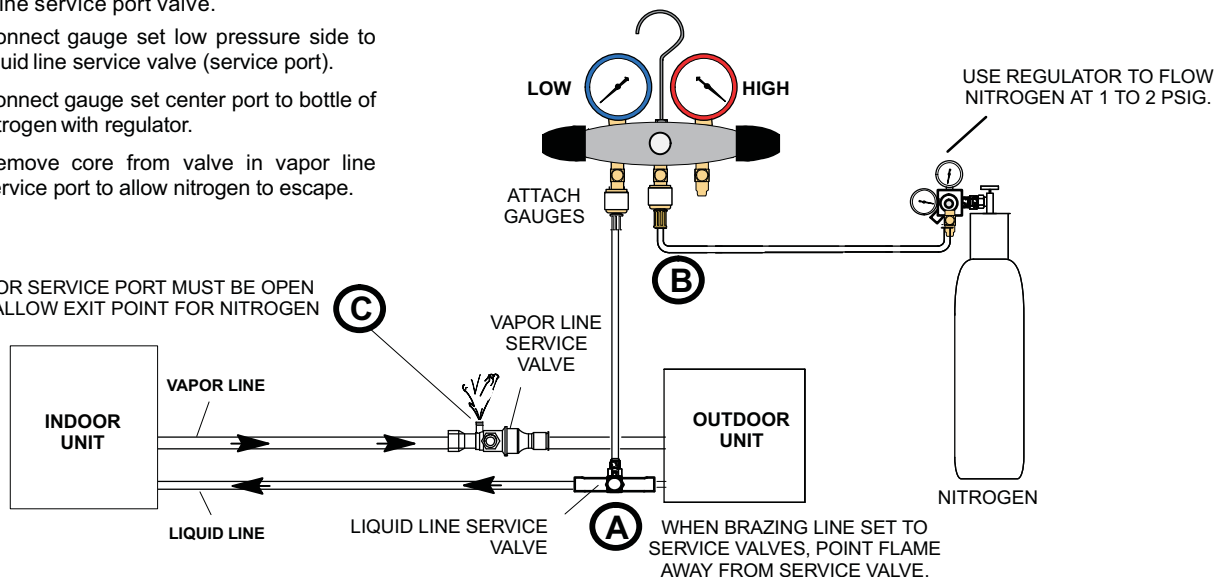 ine service port valve.
onnect gauge set low pressure side to
uid line service valve (service port).
onnect gauge set center port to bottle of
trogen with regulator.
emove core from valve in vapor line
ervice port to allow nitrogen to escape.
LOW
HIGH
USE REGULATOR TO FLOW
NITROGEN AT 1 TO 2 PSIG.
ATTACH
GAUGES
B
OR SERVICE PORT MUST BE OPEN
ALLOW EXIT POINT FOR NITROGEN
C
VAPOR LINE
SERVICE
VALVE
INDOOR
UNIT
VAPOR LINE
OUTDOOR
UNIT
NITROGEN
LIQUID LINE
LIQUID LINE SERVICE
VALVE
A
WHEN BRAZING LINE SET TO
SERVICE VALVES, POINT FLAME
AWAY FROM SERVICE VALVE.